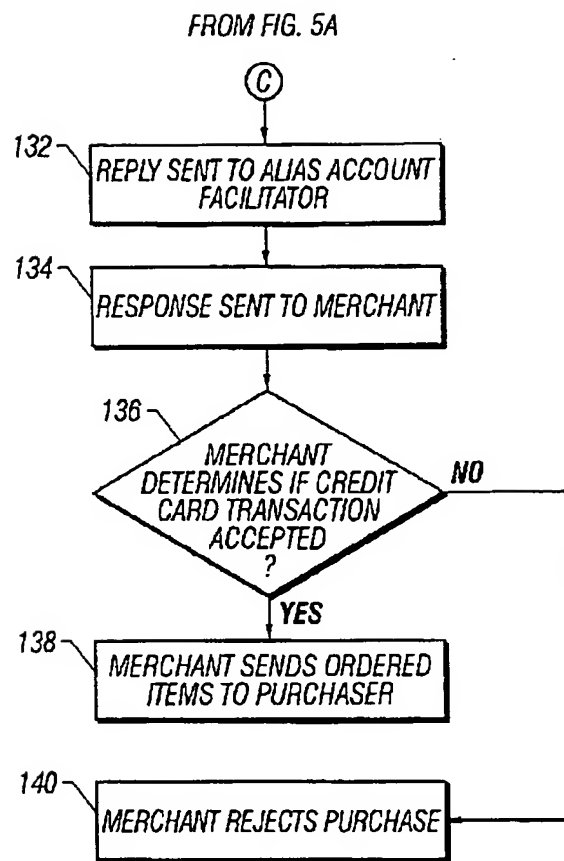 FROM FIG. 5A
C
132
REPLY SENT TO ALIAS ACCOUNT
FACILITATOR
134
RESPONSE SENT TO MERCHANT
136
MERCHANT
DETERMINES IF CREDIT
CARD TRANSACTION
ACCEPTED
?
NO
YES
138
MERCHANT SENDS ORDERED
ITEMS TO PURCHASER
140
MERCHANT REJECTS PURCHASE